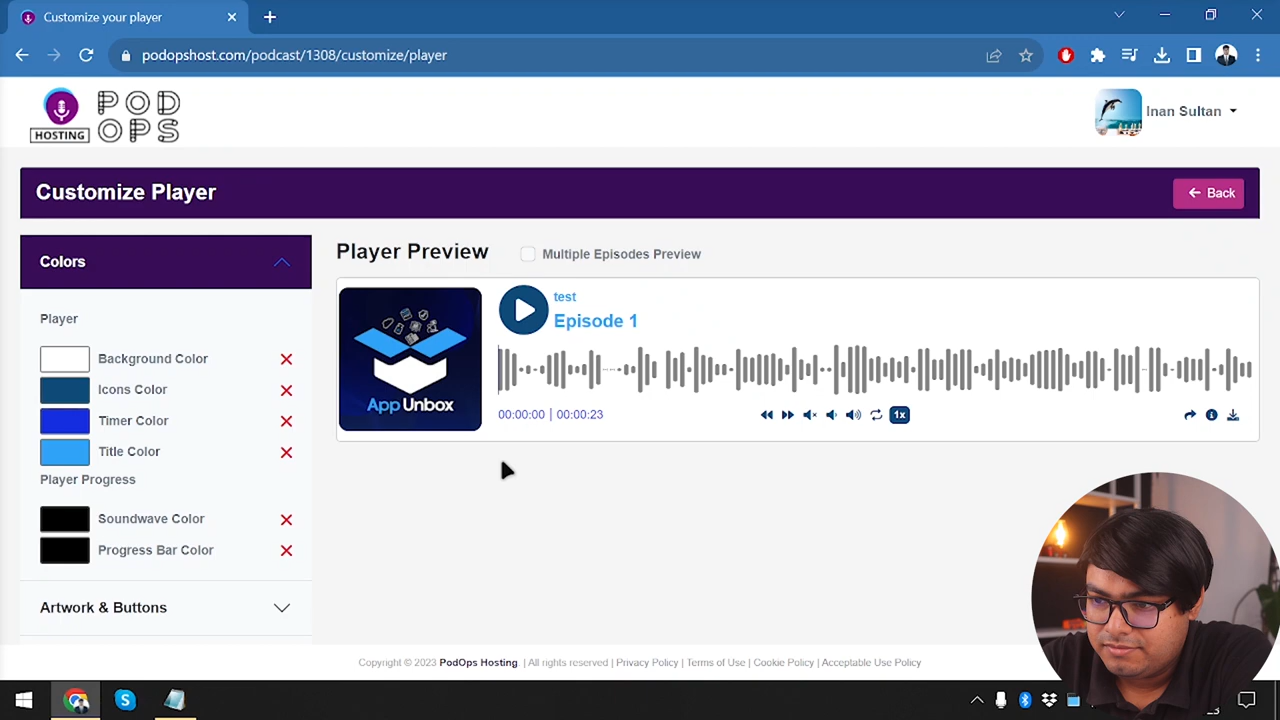 Customize your player
podopshost.com/podcast/1308/customize/player
HOSTING
POD
OPS
Inan Sultan
Customize Player
Back
Colors
Player
Background Color
Icons Color
Timer Color
Title Color
Player Progress
Soundwave Color
Progress Bar Color
Artwork & Buttons
Player Preview
Multiple Episodes Preview
App Unbox
test
Episode 1
00:00:00 | 00:00:23
1x
Copyright © 2023 PodOps Hosting. | All rights reserved | Privacy Policy | Terms of Use | Cookie Policy | Acceptable Use Policy